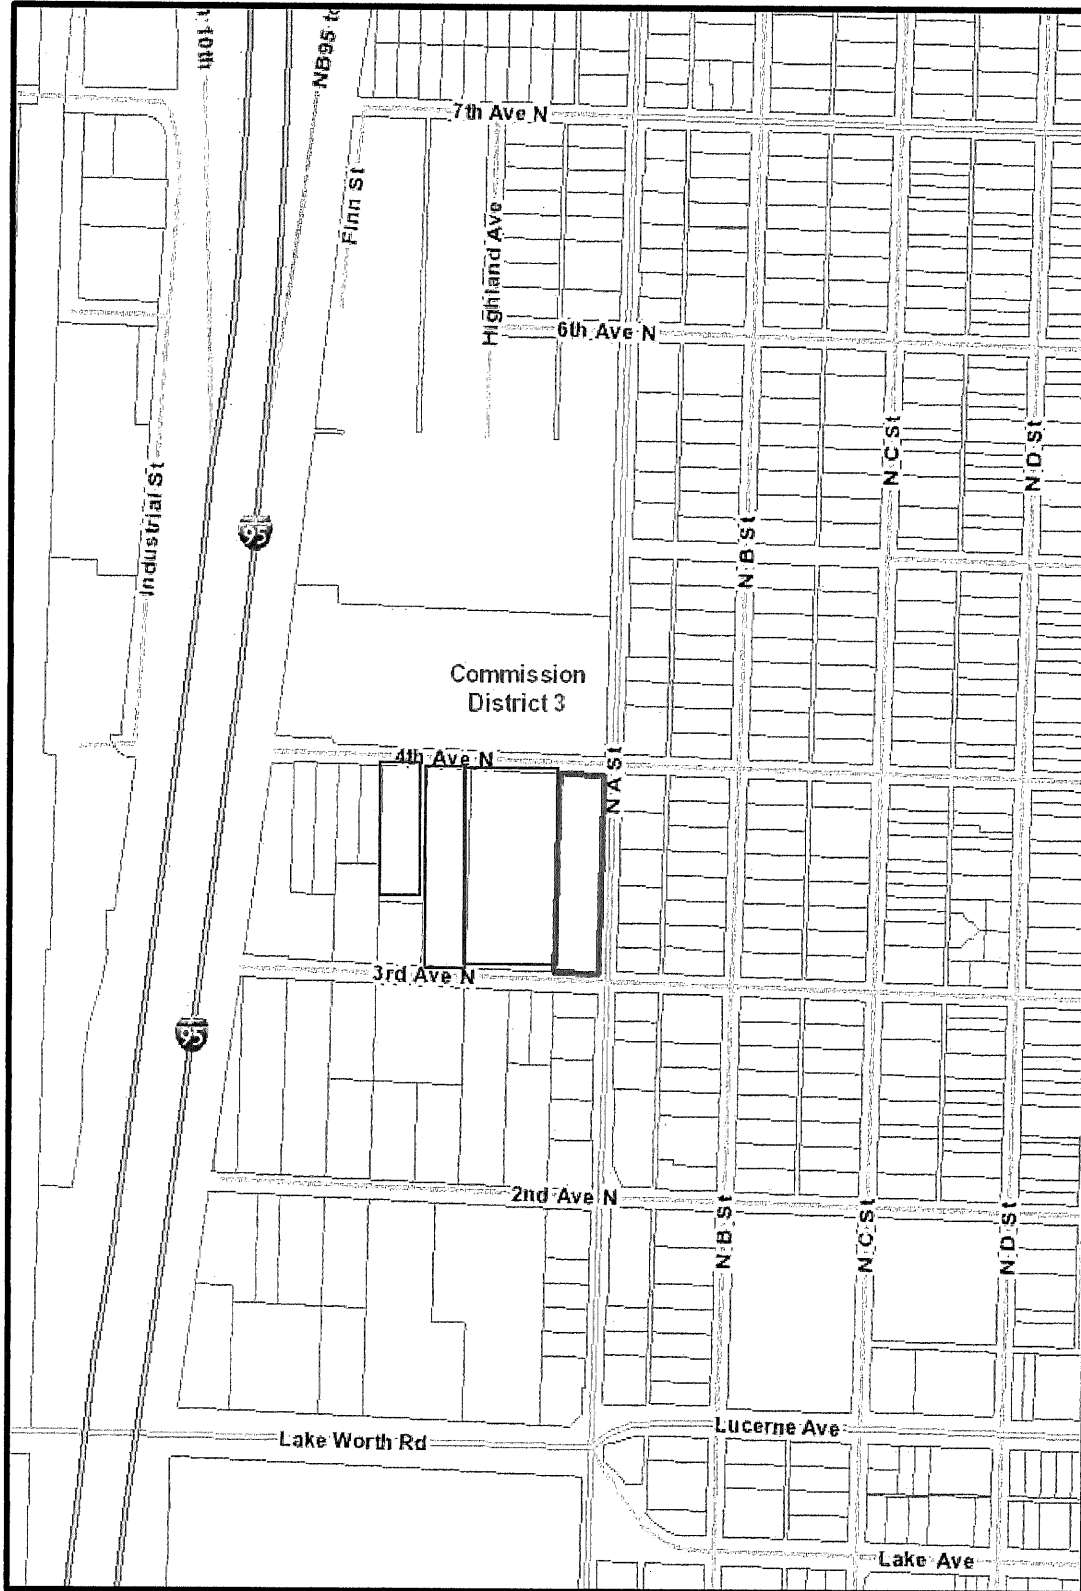 NB95 to
7th Ave N
Finn St
Highland Ave
6th Ave N
N C St
N D St
Industrial St
95
N B St
Commission
District 3
4th Ave N
N A St
3rd Ave N
95
2nd Ave N
N B St
N C St
N D St
Lake Worth Rd
Lucerne Ave
Lake Ave